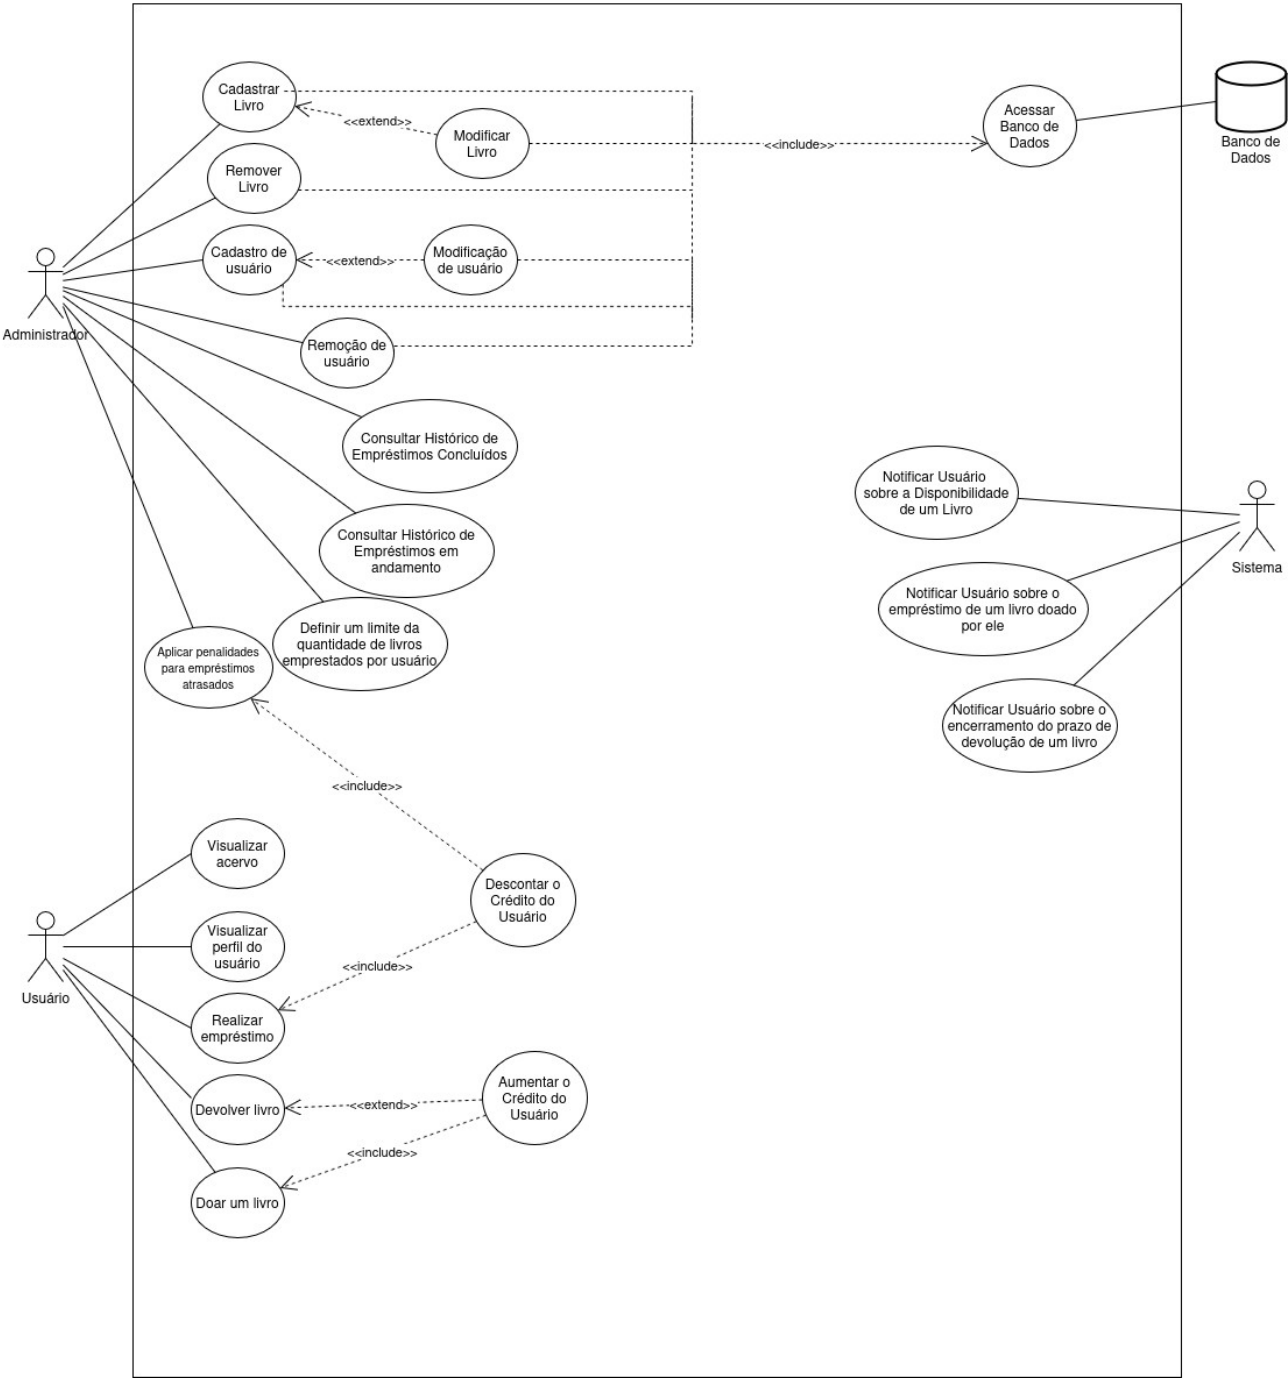 Cadastrar
Livro
<<extend>>
Modificar
Livro
<<include>>
Acessar
Banco de
Dados
Banco de
Dados
Remover
Livro
Cadastro de
usuário
<<extend>>
Modificação
de usuário
Administrador
Remoção de
usuário
Consultar Histórico de
Empréstimos Concluídos
Notificar Usuário
sobre a Disponibilidade
de um Livro
Consultar Histórico de
Empréstimos em
andamento
Sistema
Notificar Usuário sobre o
empréstimo de um livro doado
por ele
Definir um limite da
quantidade de livros
emprestados por usuário
Aplicar penalidades
para empréstimos
atrasados
Notificar Usuário sobre o
encerramento do prazo de
devolução de um livro
<<include>>
Visualizar
acervo
Descontar o
Crédito do
Usuário
Visualizar
perfil do
usuário
<<include>>
Usuário
Realizar
empréstimo
Aumentar o
Crédito do
Usuário
Devolver livro
<<extend>>
<<include>>
Doar um livro